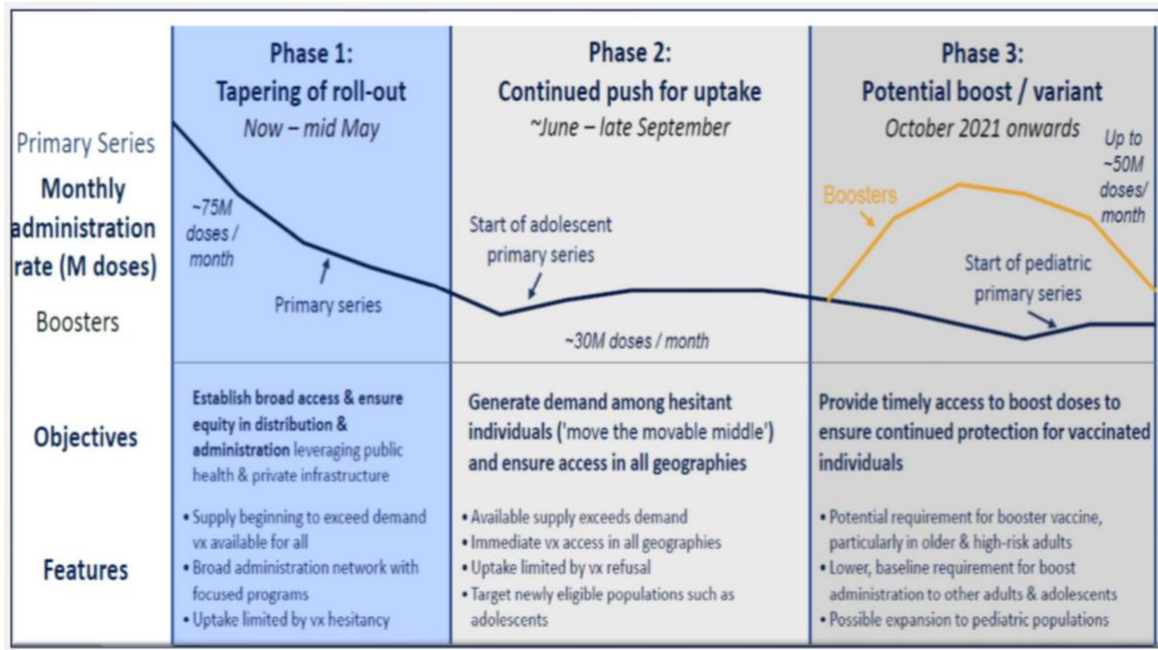 Phase 1:
Tapering of roll-out
Now – mid May
Phase 2:
Continued push for uptake
~June – late September
Phase 3:
Potential boost / variant
October 2021 onwards
Primary Series
Monthly
administration
rate (M doses)
Boosters
~75M
doses /
month
Primary series
Start of adolescent
primary series
~30M doses / month
Boosters
Up to
~50M
doses/
month
Start of pediatric
primary series
Objectives
Establish broad access & ensure
equity in distribution &
administration leveraging public
health & private infrastructure
Generate demand among hesitant
individuals ('move the movable middle')
and ensure access in all geographies
Provide timely access to boost doses to
ensure continued protection for vaccinated
individuals
Features
• Supply beginning to exceed demand
vx available for all
• Broad administration network with
focused programs
• Uptake limited by vx hesitancy
• Available supply exceeds demand
• Immediate vx access in all geographies
• Uptake limited by vx refusal
• Target newly eligible populations such as
adolescents
• Potential requirement for booster vaccine,
particularly in older & high-risk adults
• Lower, baseline requirement for boost
administration to other adults & adolescents
• Possible expansion to pediatric populations